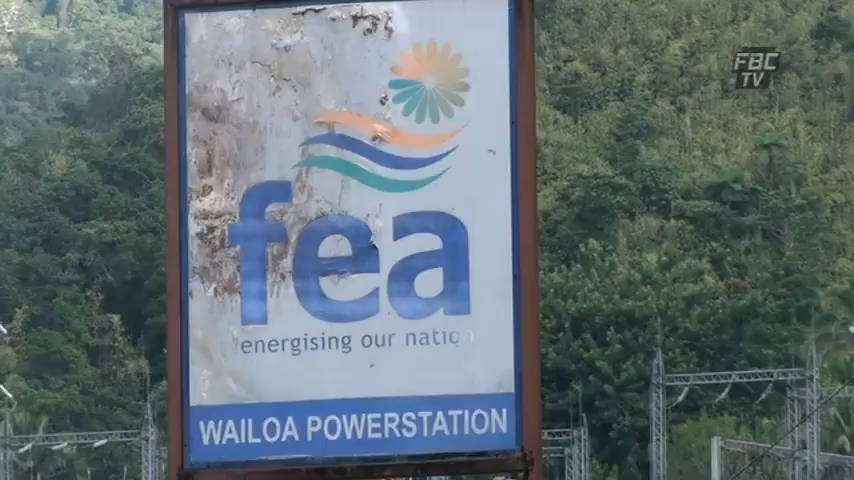 FBC
TV
fea
energising our nation
WAILOA POWERSTATION